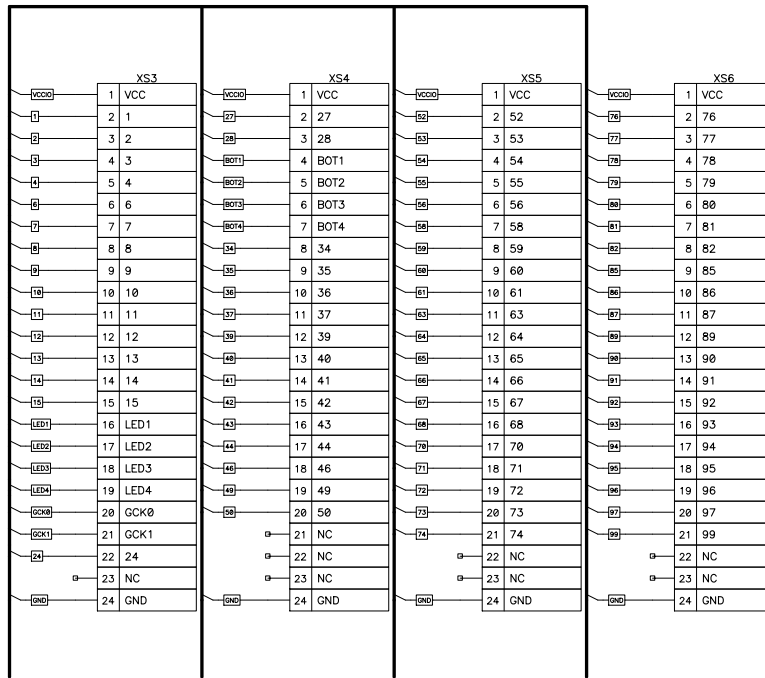 XS3
VCCIO 1 VCC
1 2 1
2 3 2
3 4 3
4 5 4
6 6 6
7 7 7
8 8 8
9 9 9
10 10 10
11 11 11
12 12 12
13 13 13
14 14 14
15 15 15
LED1 16 LED1
LED2 17 LED2
LED3 18 LED3
LED4 19 LED4
GCK0 20 GCK0
GCK1 21 GCK1
24 22 24
23 NC
GND 24 GND
XS4
VCCIO 1 VCC
27 2 27
28 3 28
BOT1 4 BOT1
BOT2 5 BOT2
BOT3 6 BOT3
BOT4 7 BOT4
34 8 34
35 9 35
36 10 36
37 11 37
39 12 39
40 13 40
41 14 41
42 15 42
43 16 43
44 17 44
46 18 46
49 19 49
50 20 50
21 NC
22 NC
23 NC
GND 24 GND
XS5
VCCIO 1 VCC
52 2 52
53 3 53
54 4 54
55 5 55
56 6 56
58 7 58
59 8 59
60 9 60
61 10 61
63 11 63
64 12 64
65 13 65
66 14 66
67 15 67
68 16 68
70 17 70
71 18 71
72 19 72
73 20 73
74 21 74
22 NC
23 NC
GND 24 GND
XS6
VCCIO 1 VCC
76 2 76
77 3 77
78 4 78
79 5 79
80 6 80
81 7 81
82 8 82
85 9 85
86 10 86
87 11 87
89 12 89
90 13 90
91 14 91
92 15 92
93 16 93
94 17 94
95 18 95
96 19 96
97 20 97
99 21 99
22 NC
23 NC
GND 24 GND